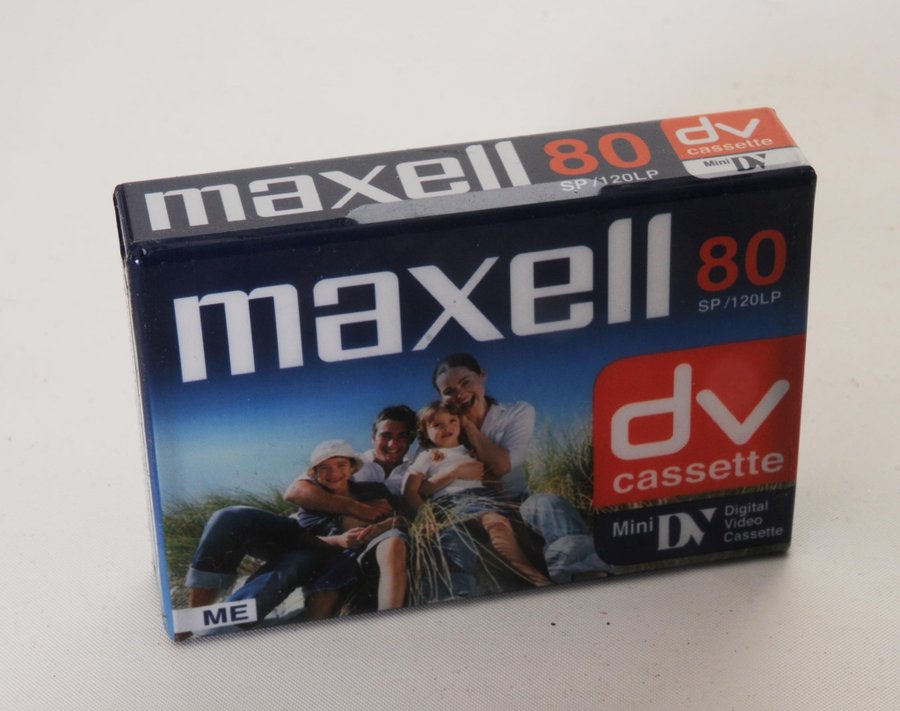 maxell 80
SP/120LP
dv
cassette
Mini DV
maxell 80
SP/120LP
dv
cassette
Mini DV Digital
Video
Cassette
ME